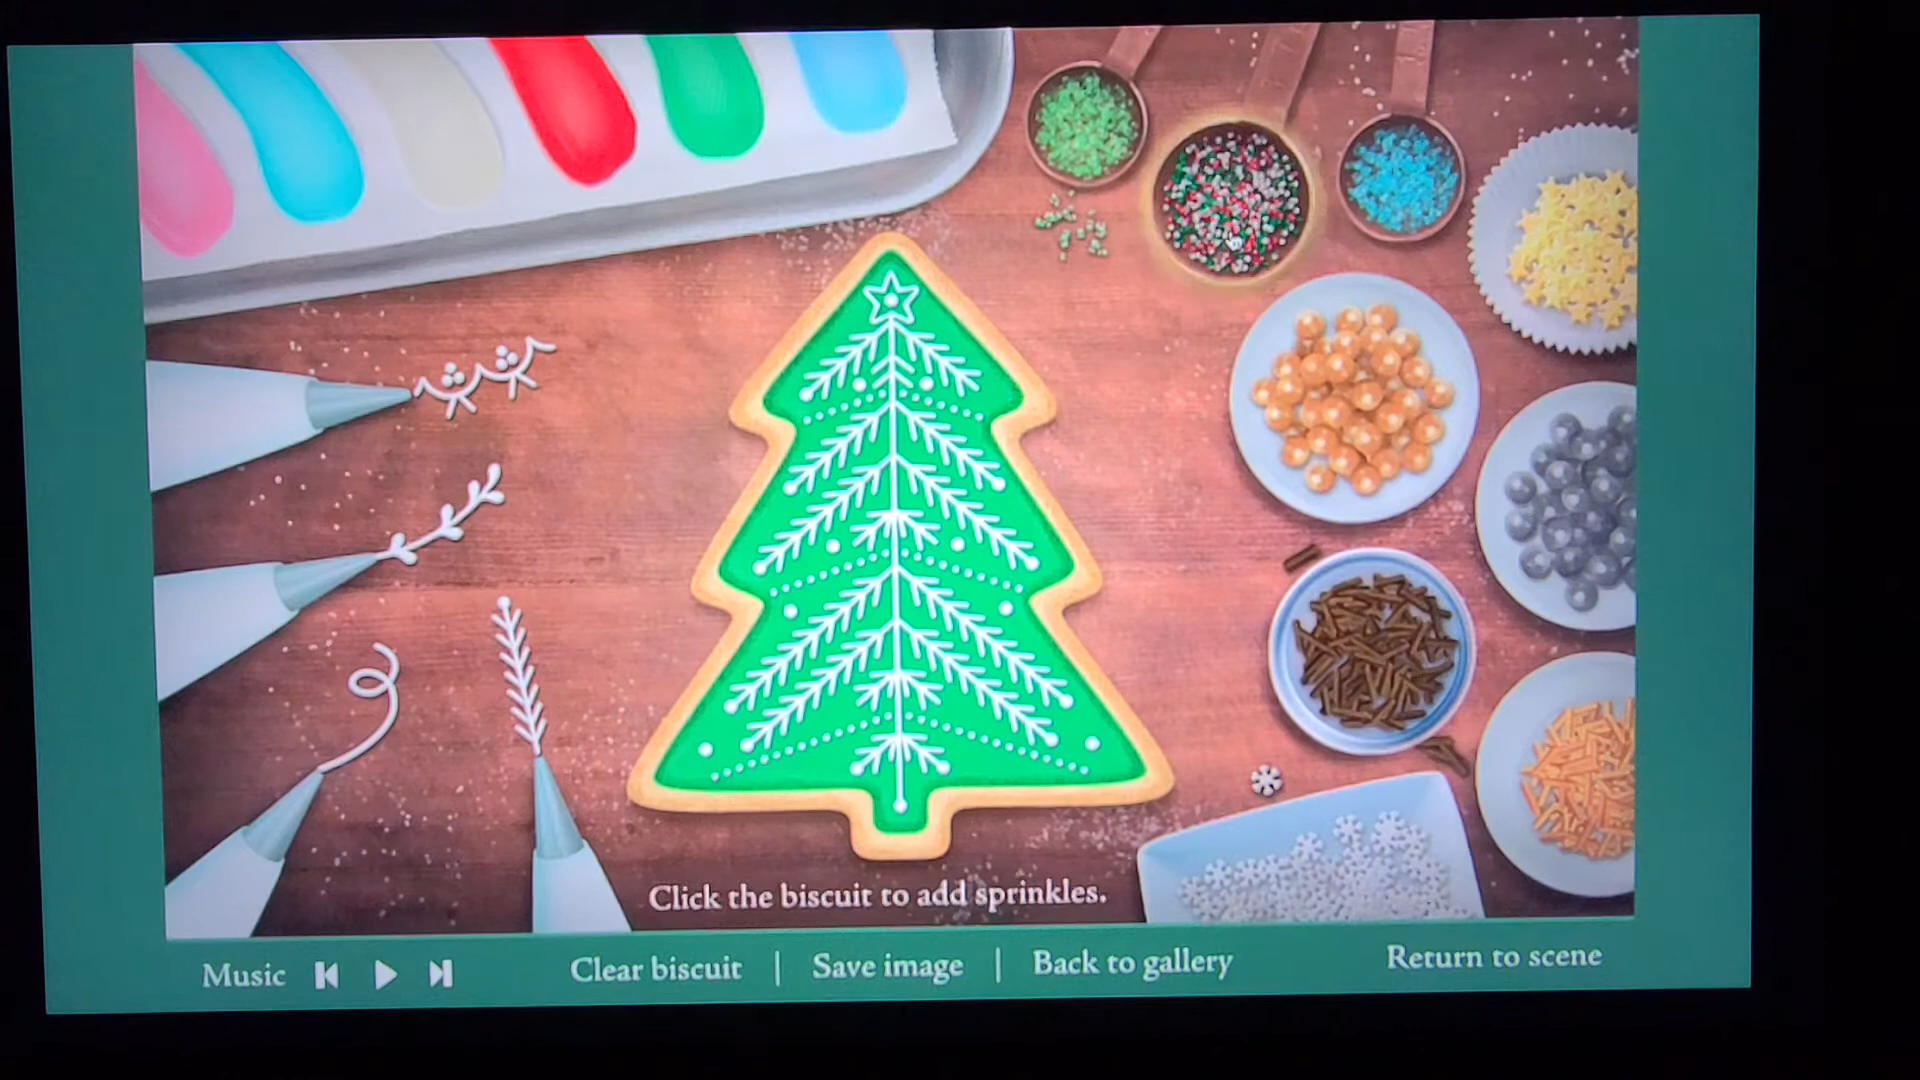 Click the biscuit to add sprinkles.
Music
Clear biscuit | Save image | Back to gallery
Return to scene